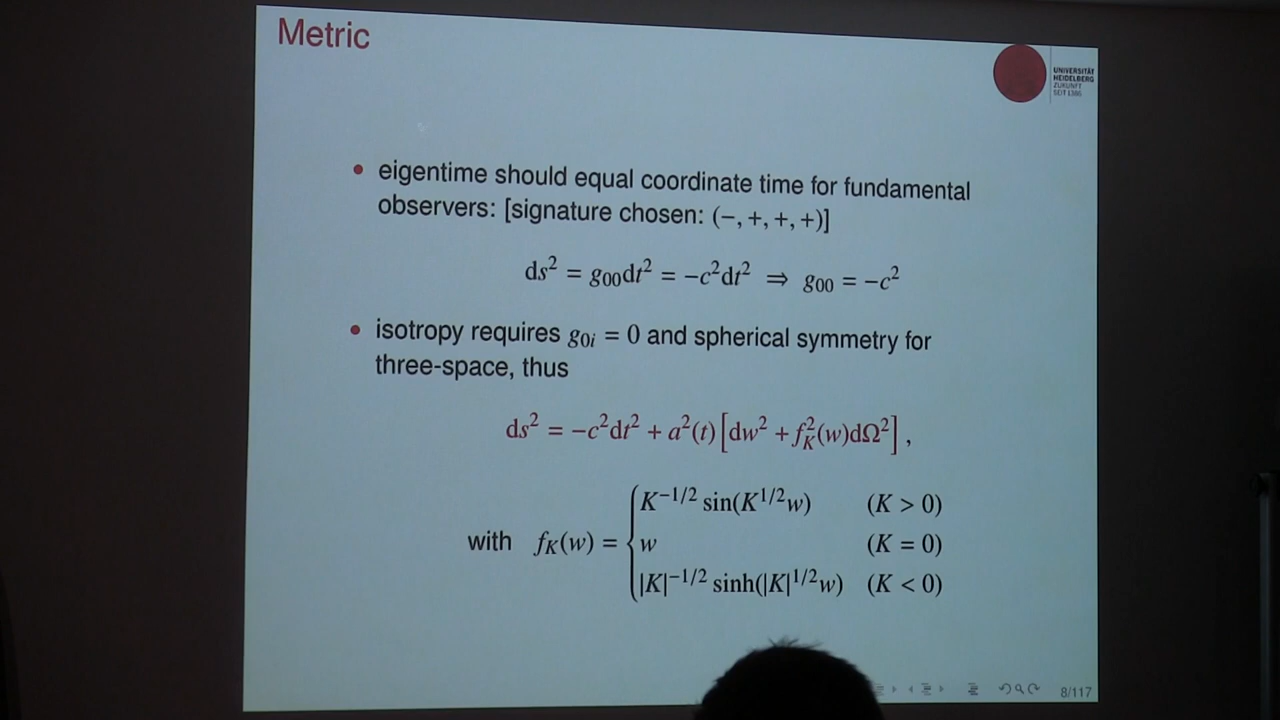 Metric
UNIVERSITÄT
HEIDELBERG
ZUKUNFT
SEIT 1386
• eigentime should equal coordinate time for fundamental
observers: [signature chosen: (−, +, +, +)]
ds² = g₀₀dt² = −c²dt² ⇒ g₀₀ = −c²
• isotropy requires g₀ᵢ = 0 and spherical symmetry for
three-space, thus
ds² = −c²dt² + a²(t) [dw² + f_K²(w)dΩ²] ,
with f_K(w) = { K^{−1/2} sin(K^{1/2}w) (K > 0)
w (K = 0)
|K|^{−1/2} sinh(|K|^{1/2}w) (K < 0)
8/117